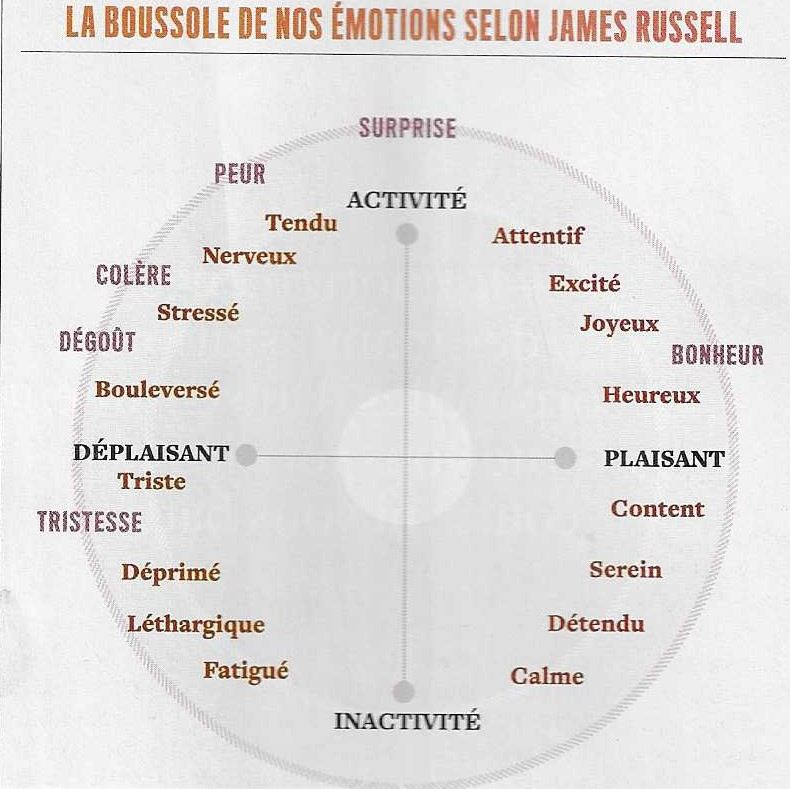 LA BOUSSOLE DE NOS ÉMOTIONS SELON JAMES RUSSELL
SURPRISE
PEUR
ACTIVITÉ
Tendu
Attentif
Nerveux
COLÈRE
Excité
Stressé
Joyeux
DÉGOÛT
BONHEUR
Bouleversé
Heureux
DÉPLAISANT
PLAISANT
Triste
Content
TRISTESSE
Déprimé
Serein
Léthargique
Détendu
Fatigué
Calme
INACTIVITÉ